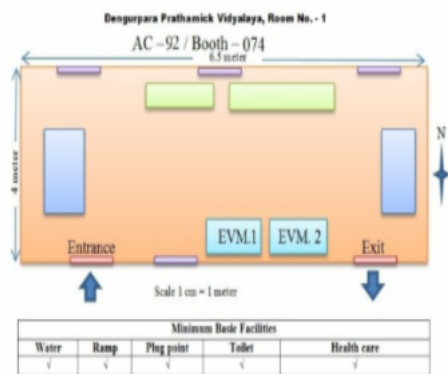 Dengurpara Prathamick Vidyalaya, Room No. - 1
AC –92 / Booth – 074
6.5 meter
4 meter
N
EVM.1 EVM. 2
Entrance Exit
Scale 1 cm = 1 meter
Minimum Basic Facilities
Water Ramp Plug point Toilet Health care
√ √ √ √ √